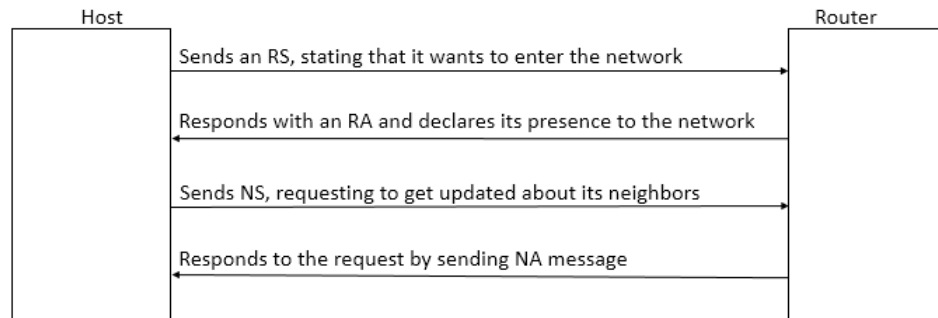 Host
Router
Sends an RS, stating that it wants to enter the network
Responds with an RA and declares its presence to the network
Sends NS, requesting to get updated about its neighbors
Responds to the request by sending NA message